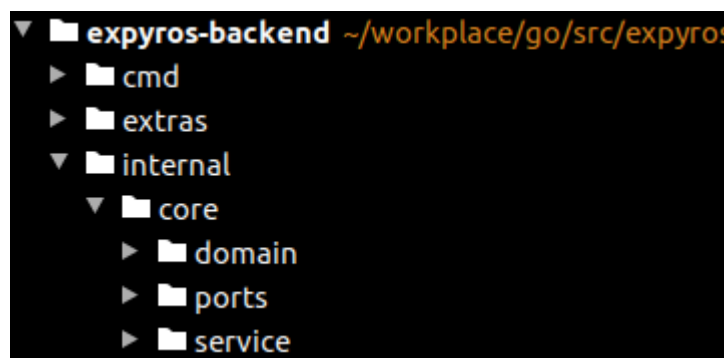 expyros-backend ~/workplace/go/src/expyros
cmd
extras
internal
core
domain
ports
service